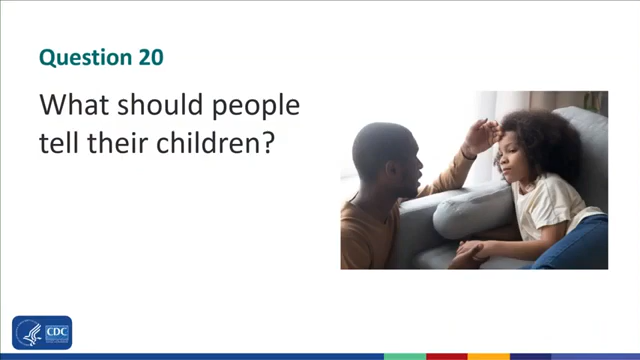 Question 20
What should people
tell their children?
CDC